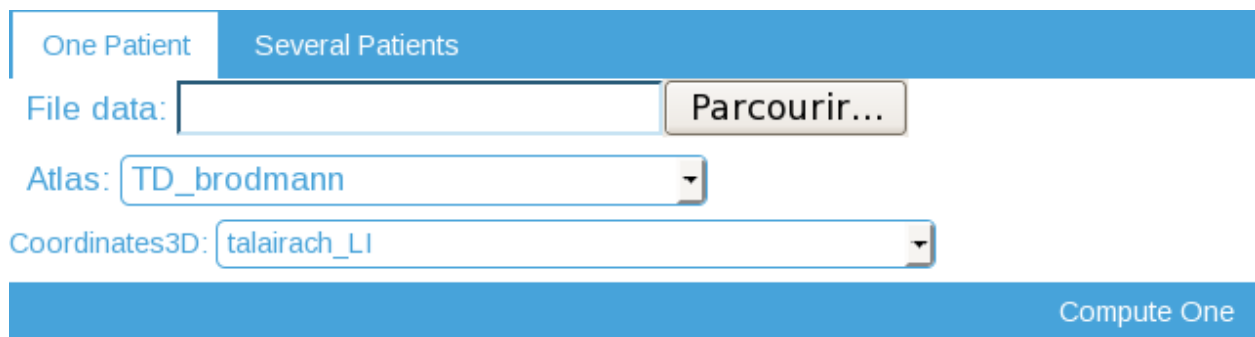 One Patient Several Patients
File data: Parcourir...
Atlas: TD_brodmann
Coordinates3D: talairach_LI
Compute One